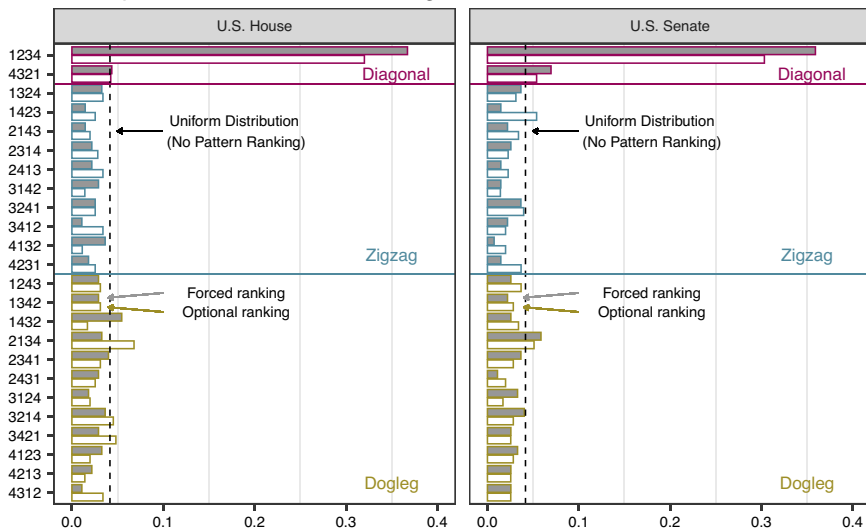 U.S. House
U.S. Senate
1234
4321
1324
1423
2143
2314
2413
3142
3241
3412
4132
4231
1243
1342
1432
2134
2341
2431
3124
3214
3421
4123
4213
4312
Diagonal
Uniform Distribution
(No Pattern Ranking)
Zigzag
Forced ranking
Optional ranking
Dogleg
0.0 0.1 0.2 0.3 0.4
Diagonal
Uniform Distribution
(No Pattern Ranking)
Zigzag
Forced ranking
Optional ranking
Dogleg
0.0 0.1 0.2 0.3 0.4